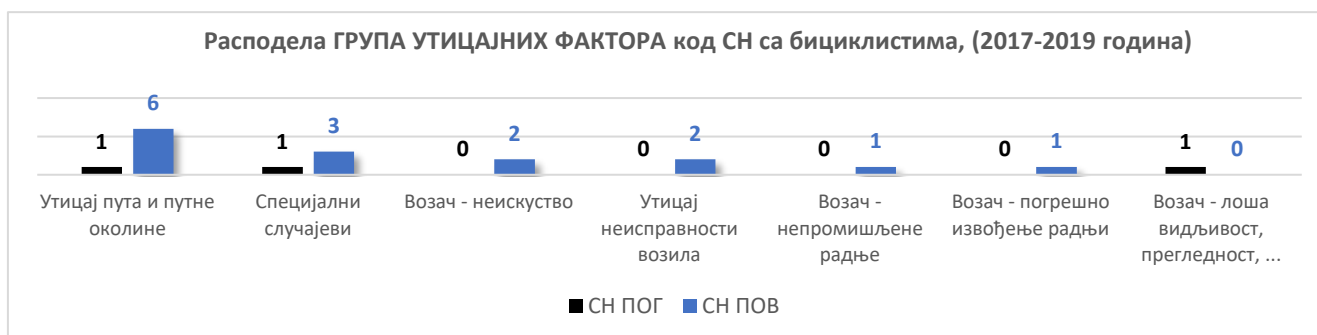 Расподела ГРУПА УТИЦАЈНИХ ФАКТОРА код СН са бициклистима, (2017-2019 година)
1 6 1 3 0 2 0 2 0 1 0 1 1 0
Утицај пута и путне
околине
Специјални
случајеви
Возач - неискуство
Утицај
неисправности
возила
Возач -
непромишљене
радње
Возач - погрешно
извођење радњи
Возач - лоша
видљивост,
прегледност, ...
СН ПОГ СН ПОВ